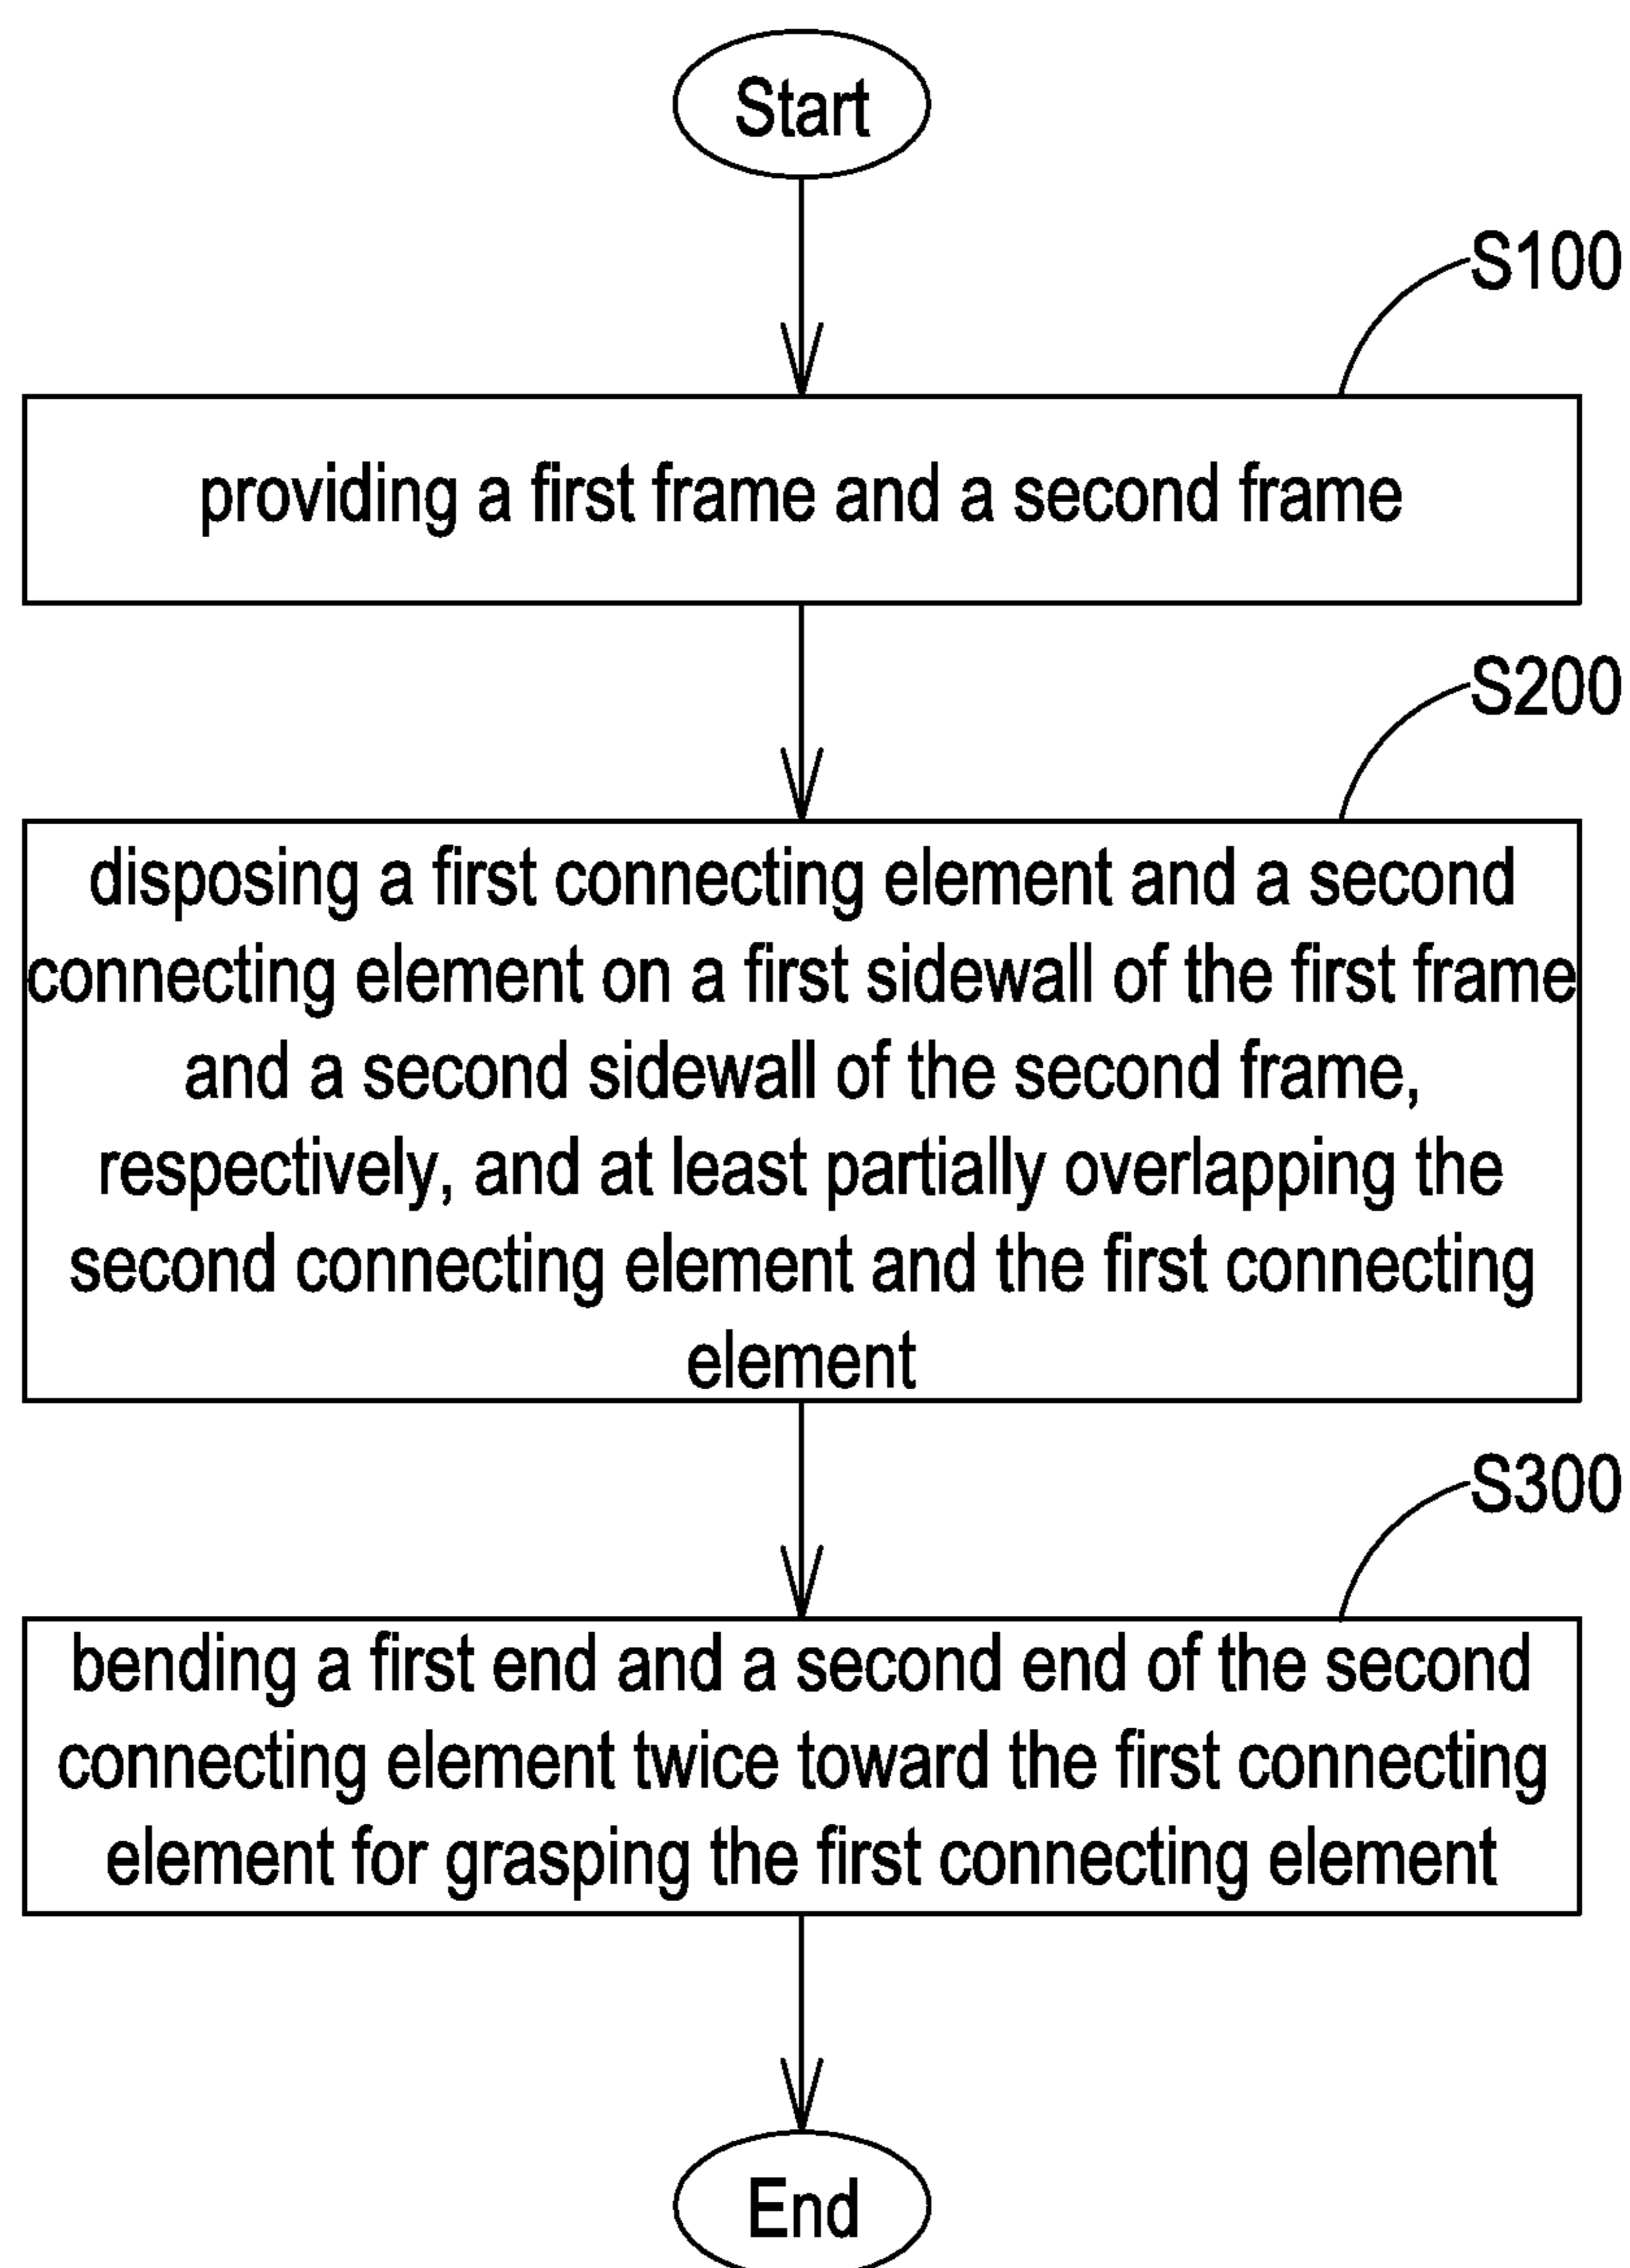 Start
S100
providing a first frame and a second frame
S200
disposing a first connecting element and a second
connecting element on a first sidewall of the first frame
and a second sidewall of the second frame,
respectively, and at least partially overlapping the
second connecting element and the first connecting
element
S300
bending a first end and a second end of the second
connecting element twice toward the first connecting
element for grasping the first connecting element
End